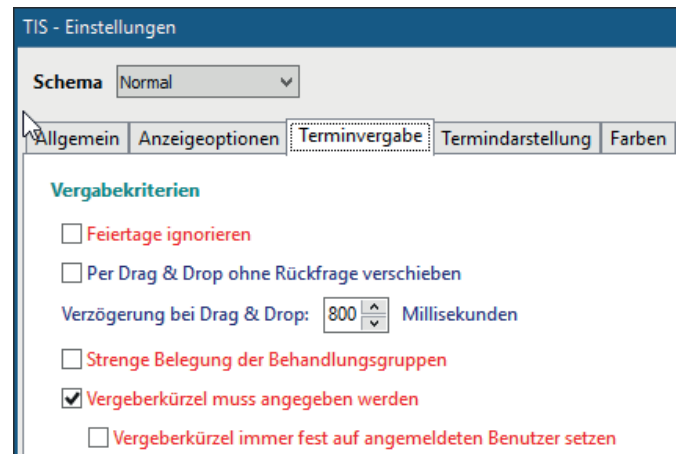 TIS - Einstellungen
Schema Normal
Allgemein Anzeigeoptionen Terminvergabe Termindarstellung Farben
Vergabekriterien
Feiertage ignorieren
Per Drag & Drop ohne Rückfrage verschieben
Verzögerung bei Drag & Drop: 800 Millisekunden
Strenge Belegung der Behandlungsgruppen
Vergeberkürzel muss angegeben werden
Vergeberkürzel immer fest auf angemeldeten Benutzer setzen